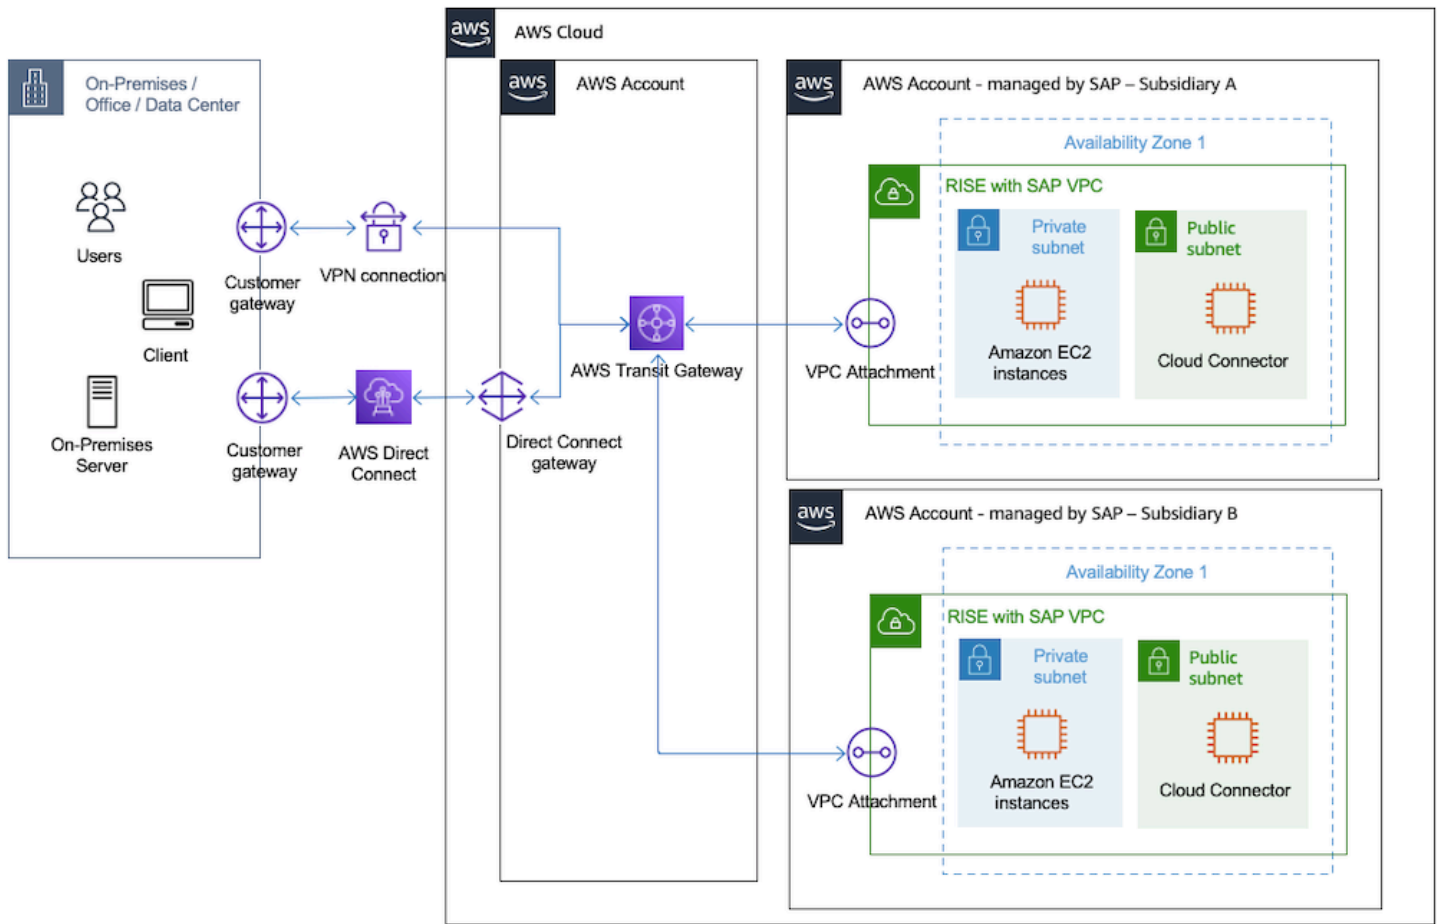 aws
AWS Cloud
On-Premises /
Office / Data Center
aws
AWS Account
aws
AWS Account - managed by SAP – Subsidiary A
Availability Zone 1
RISE with SAP VPC
Private
subnet
Public
subnet
Users
Customer
gateway
VPN connection
Client
Amazon EC2
instances
Cloud Connector
AWS Transit Gateway
VPC Attachment
On-Premises
Server
Customer
gateway
AWS Direct
Connect
Direct Connect
gateway
aws
AWS Account - managed by SAP – Subsidiary B
Availability Zone 1
RISE with SAP VPC
Private
subnet
Public
subnet
Amazon EC2
instances
Cloud Connector
VPC Attachment